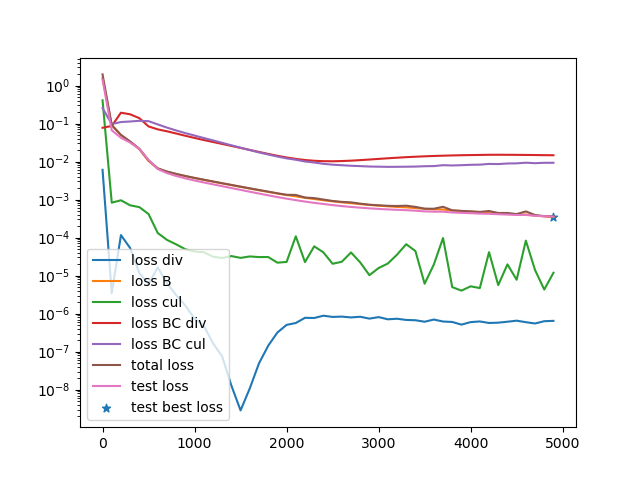 10⁰
10⁻¹
10⁻²
10⁻³
10⁻⁴
10⁻⁵
10⁻⁶
10⁻⁷
10⁻⁸
loss div
loss B
loss cul
loss BC div
loss BC cul
total loss
test loss
test best loss
0 1000 2000 3000 4000 5000